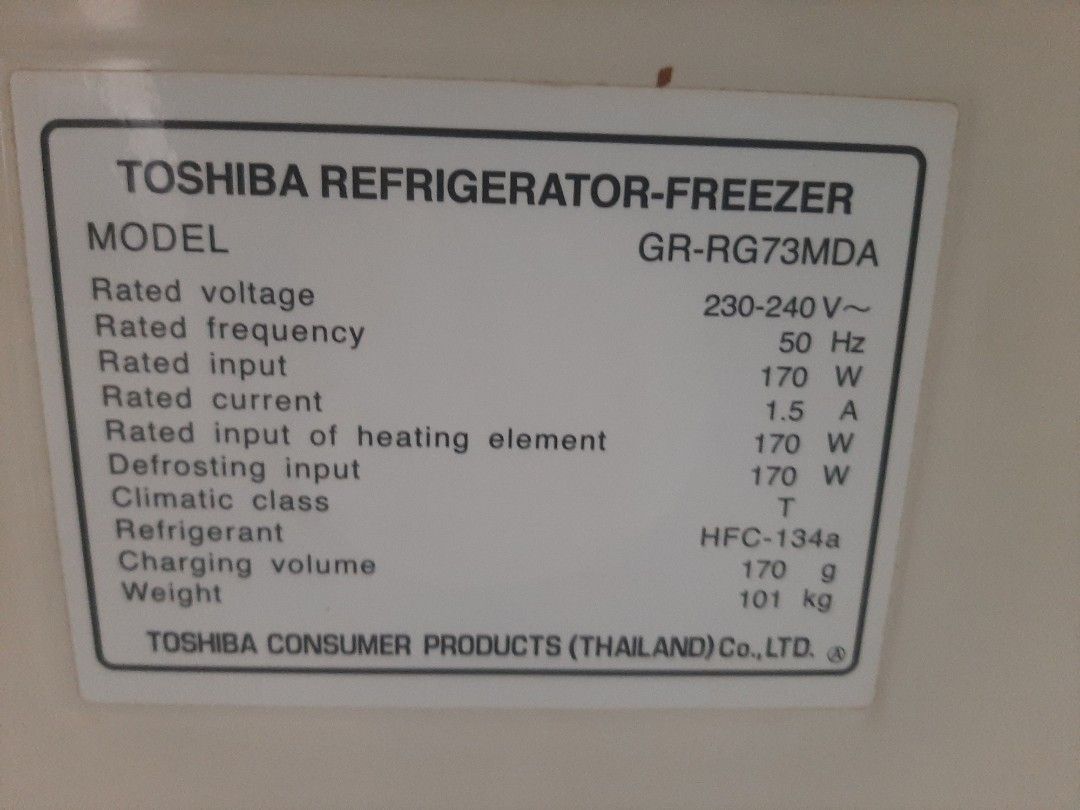 TOSHIBA REFRIGERATOR-FREEZER
MODEL GR-RG73MDA
Rated voltage 230-240 V~
Rated frequency 50 Hz
Rated input 170 W
Rated current 1.5 A
Rated input of heating element 170 W
Defrosting input 170 W
Climatic class T
Refrigerant HFC-134a
Charging volume 170 g
Weight 101 kg
TOSHIBA CONSUMER PRODUCTS (THAILAND) Co., LTD. Ⓐ